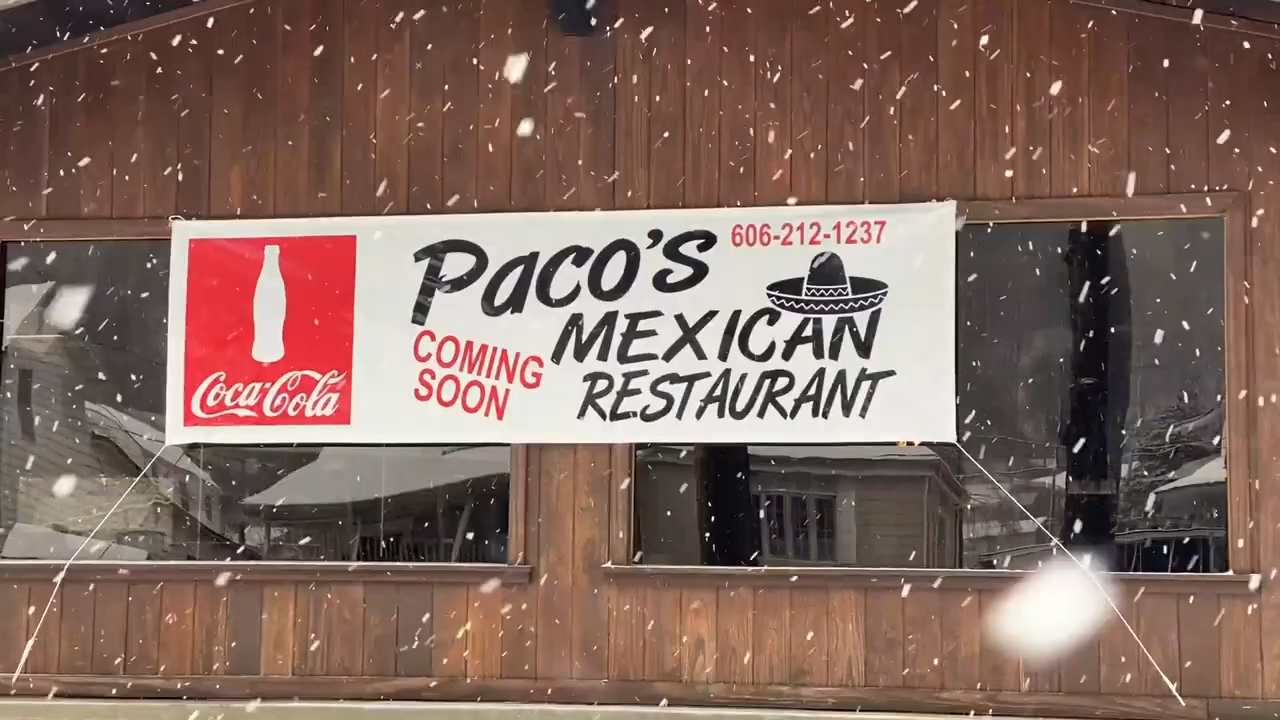 Coca-Cola
Paco's
606-212-1237
COMING
SOON
MEXICAN
RESTAURANT